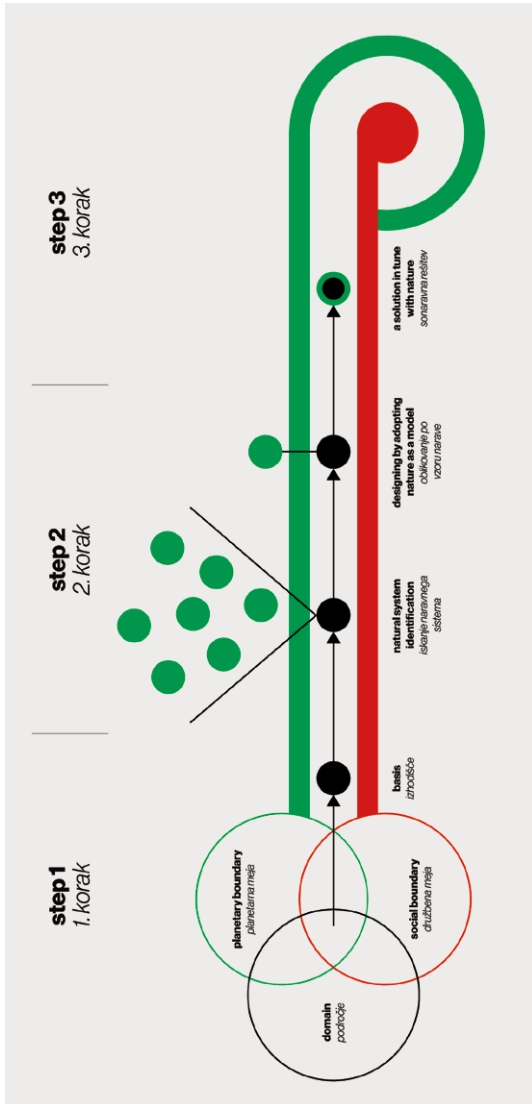 step 1
1. korak
step 2
2. korak
step 3
3. korak
domain
področje
planetary boundary
planetarna meja
social boundary
družbena meja
basis
izhodišče
natural system
identification
iskanje naravnega
sistema
designing by adopting
nature as a model
oblikovanje po
vzoru narave
a solution in tune
with nature
sonaravna rešitev